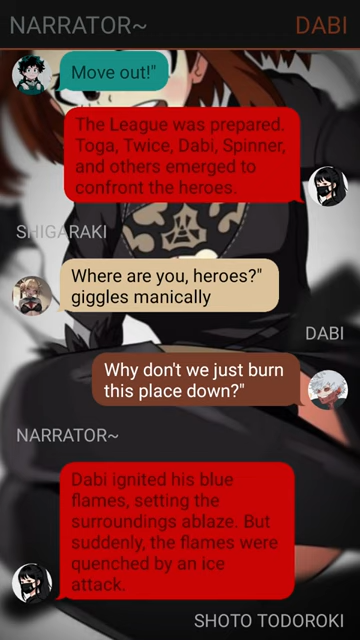 NARRATOR~ DABI
Move out!"
The League was prepared.
Toga, Twice, Dabi, Spinner,
and others emerged to
confront the heroes.
SHIGARAKI
Where are you, heroes?"
giggles manically
DABI
Why don't we just burn
this place down?"
NARRATOR~
Dabi ignited his blue
flames, setting the
surroundings ablaze. But
suddenly, the flames were
quenched by an ice
attack.
SHOTO TODOROKI